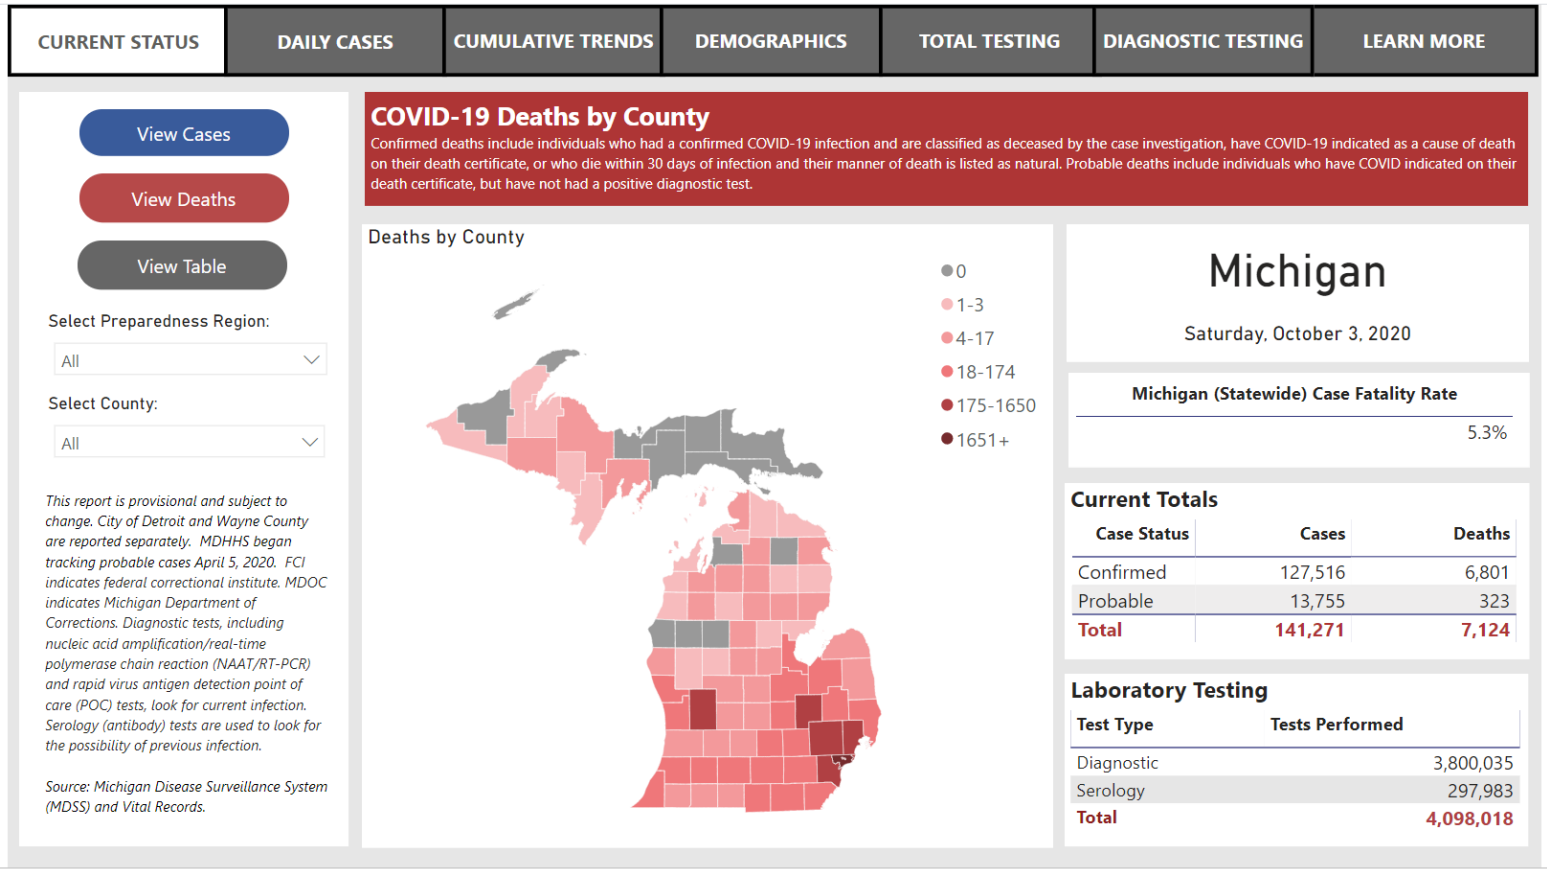 CURRENT STATUS
DAILY CASES
CUMULATIVE TRENDS
DEMOGRAPHICS
TOTAL TESTING
DIAGNOSTIC TESTING
LEARN MORE
View Cases
View Deaths
View Table
Select Preparedness Region:
All
Select County:
All
This report is provisional and subject to
change. City of Detroit and Wayne County
are reported separately. MDHHS began
tracking probable cases April 5, 2020. FCI
indicates federal correctional institute. MDOC
indicates Michigan Department of
Corrections. Diagnostic tests, including
nucleic acid amplification/real-time
polymerase chain reaction (NAAT/RT-PCR)
and rapid virus antigen detection point of
care (POC) tests, look for current infection.
Serology (antibody) tests are used to look for
the possibility of previous infection.
Source: Michigan Disease Surveillance System
(MDSS) and Vital Records.
COVID-19 Deaths by County
Confirmed deaths include individuals who had a confirmed COVID-19 infection and are classified as deceased by the case investigation, have COVID-19 indicated as a cause of death
on their death certificate, or who die within 30 days of infection and their manner of death is listed as natural. Probable deaths include individuals who have COVID indicated on their
death certificate, but have not had a positive diagnostic test.
Deaths by County
0
1-3
4-17
18-174
175-1650
1651+
Michigan
Saturday, October 3, 2020
Michigan (Statewide) Case Fatality Rate
5.3%
Current Totals
Case Status Cases Deaths
Confirmed 127,516 6,801
Probable 13,755 323
Total 141,271 7,124
Laboratory Testing
Test Type Tests Performed
Diagnostic 3,800,035
Serology 297,983
Total 4,098,018